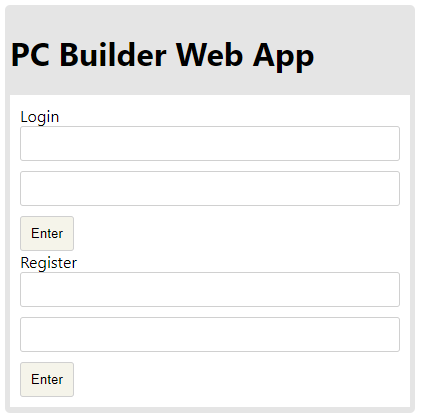 PC Builder Web App
Login
Enter
Register
Enter